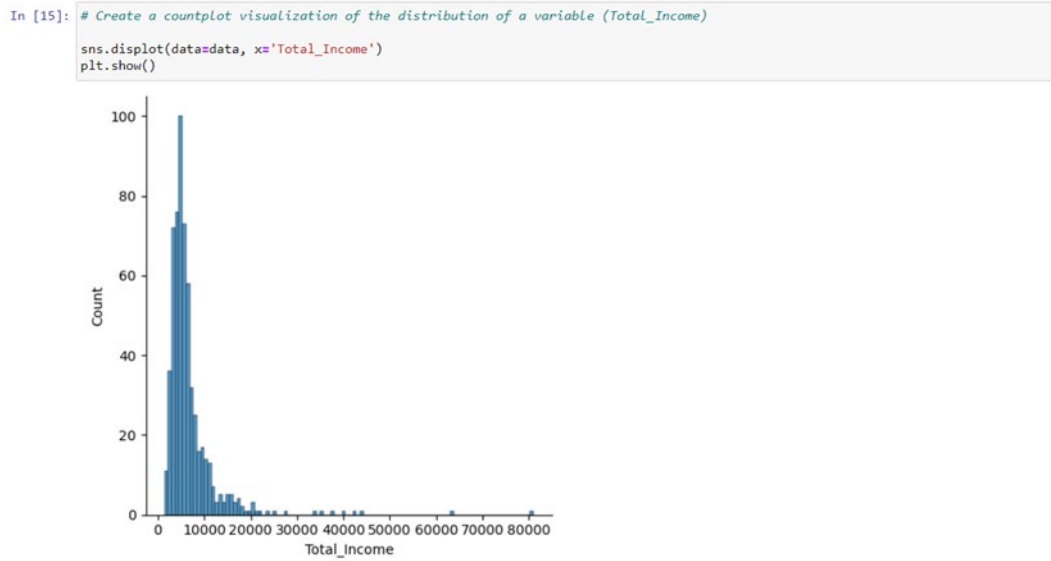 In [15]: # Create a countplot visualization of the distribution of a variable (Total_Income)
sns.displot(data=data, x='Total_Income')
plt.show()
100
80
60
40
20
0
Count
0 10000 20000 30000 40000 50000 60000 70000 80000
Total_Income